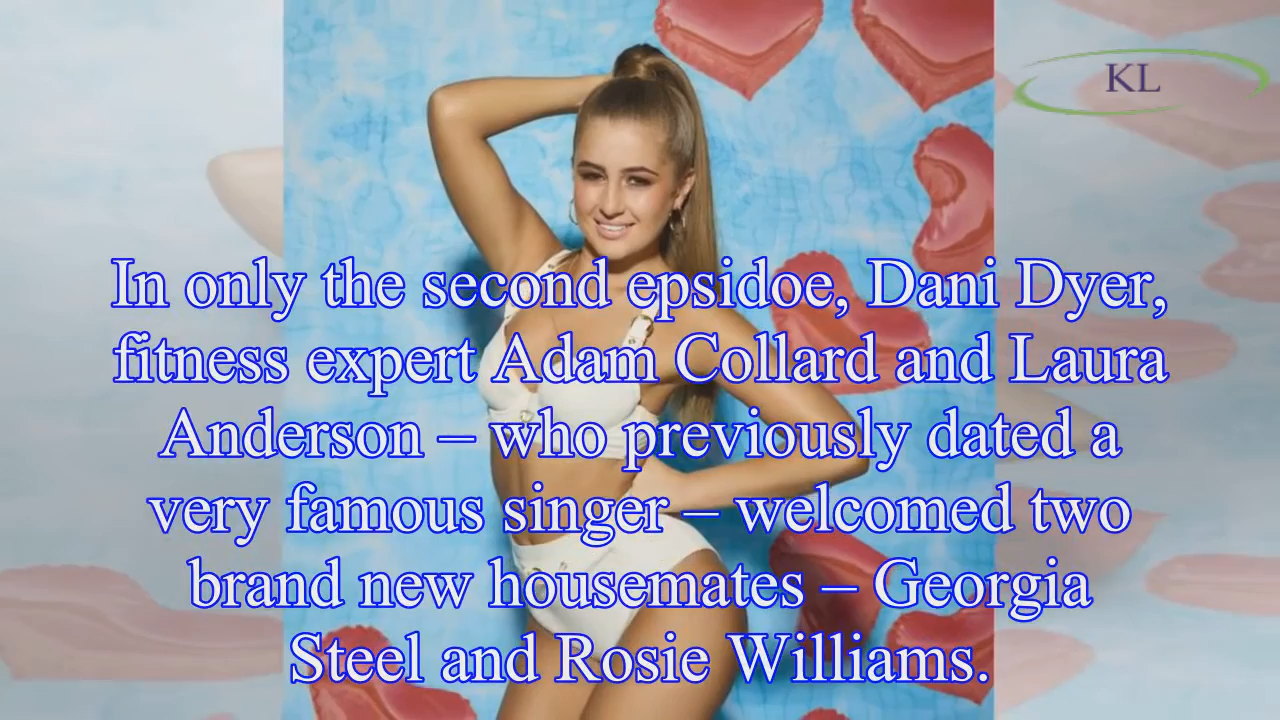 KL
In only the second epsidoe, Dani Dyer,
fitness expert Adam Collard and Laura
Anderson – who previously dated a
very famous singer – welcomed two
brand new housemates – Georgia
Steel and Rosie Williams.